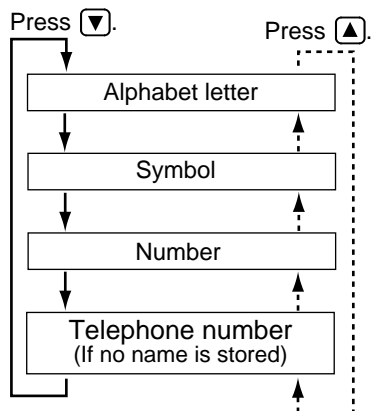 Press ▼.
Press ▲.
Alphabet letter
Symbol
Number
Telephone number
(If no name is stored)